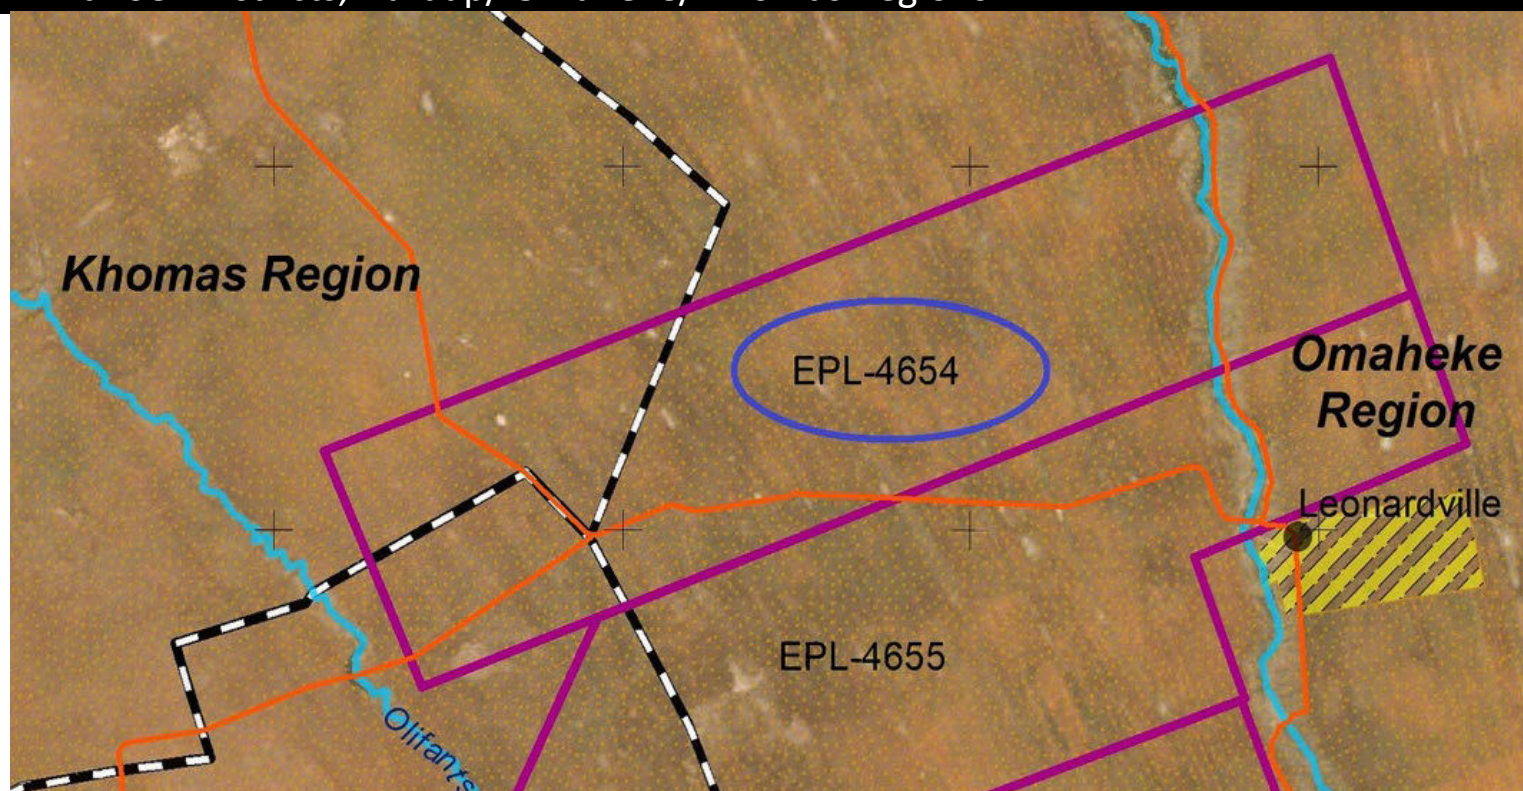 Khomas Region
EPL-4654
Omaheke
Region
Leonardville
EPL-4655
Olifants